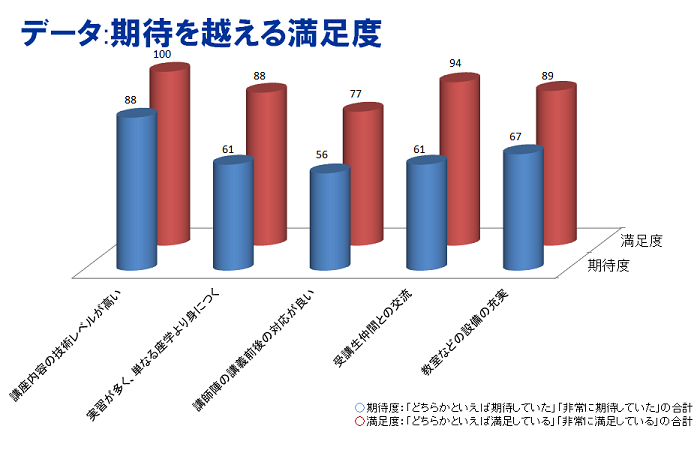 データ:期待を越える満足度
100
88
94
89
88
77
61
56
61
67
満足度
期待度
講座内容の技術レベルが高い
実習が多く、単なる座学より身につく
講師陣の講義前後の対応が良い
受講生仲間との交流
教室などの設備の充実
○期待度：「どちらかといえば期待していた」「非常に期待していた」の合計
○満足度：「どちらかといえば満足している」「非常に満足している」の合計